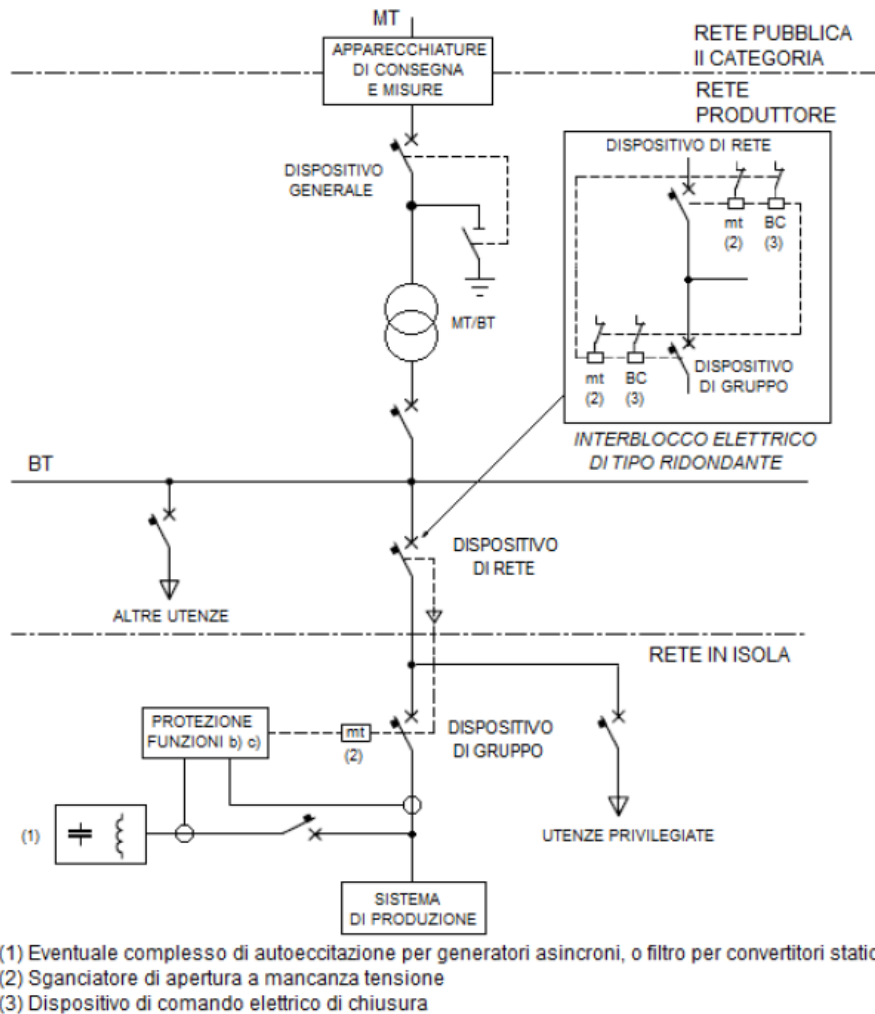 MT
RETE PUBBLICA
II CATEGORIA
APPARECCHIATURE
DI CONSEGNA
E MISURE
RETE
PRODUTTORE
DISPOSITIVO DI RETE
mt
(2)
BC
(3)
DISPOSITIVO
GENERALE
MT/BT
mt
(2)
BC
(3)
DISPOSITIVO
DI GRUPPO
INTERBLOCCO ELETTRICO
DI TIPO RIDONDANTE
BT
DISPOSITIVO
DI RETE
ALTRE UTENZE
RETE IN ISOLA
PROTEZIONE
FUNZIONI b) c)
mt
(2)
DISPOSITIVO
DI GRUPPO
(1)
UTENZE PRIVILEGIATE
SISTEMA
DI PRODUZIONE
(1) Eventuale complesso di autoeccitazione per generatori asincroni, o filtro per convertitori static
(2) Sganciatore di apertura a mancanza tensione
(3) Dispositivo di comando elettrico di chiusura